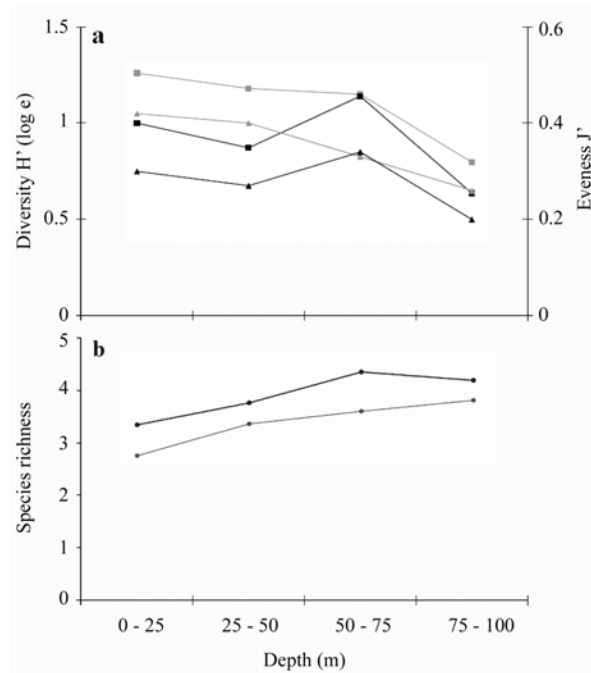 a
1.5
1
0.5
0
Diversity H' (log e)
0.6
0.4
0.2
0
Eveness J'
b
5
4
3
2
1
0
Species richness
0 - 25
25 - 50
50 - 75
75 - 100
Depth (m)